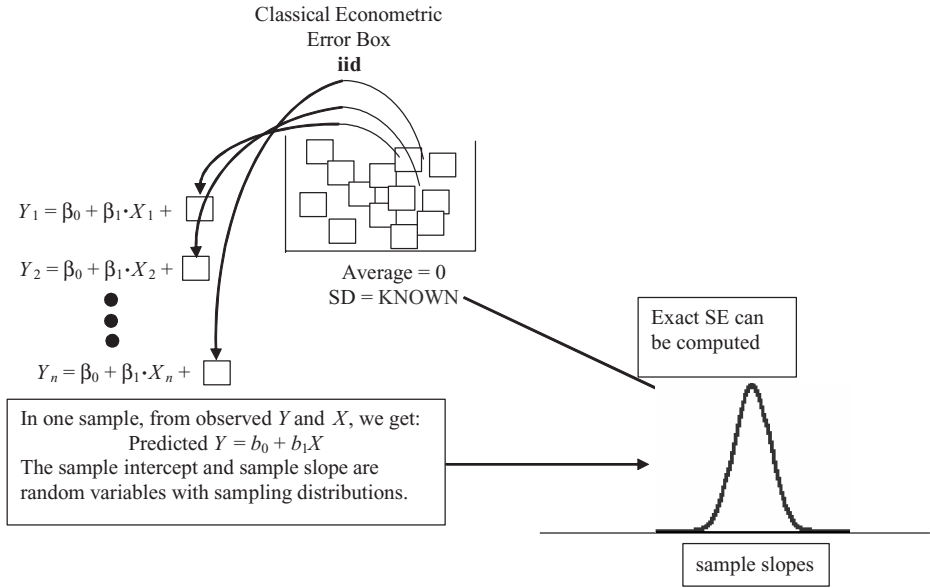 Classical Econometric
Error Box
iid
Y₁ = β₀ + β₁·X₁ +
Y₂ = β₀ + β₁·X₂ +
Yₙ = β₀ + β₁·Xₙ +
Average = 0
SD = KNOWN
Exact SE can
be computed
In one sample, from observed Y and X, we get:
Predicted Y = b₀ + b₁X
The sample intercept and sample slope are
random variables with sampling distributions.
sample slopes